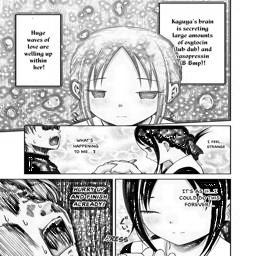 Kaguya's brain
is secreting
large amounts
of oxytocin
(lub dub) and
Vasopressin
(B-Bmp)!!
Huge
waves of
love are
welling up
within
her!
I FEEL
STRANGE
WHAT'S
HAPPENING
TO ME...?
IT'S AS IF... I
COULD DO THIS
FOREVER!
HURRY UP
AND FINISH
ALREADY!